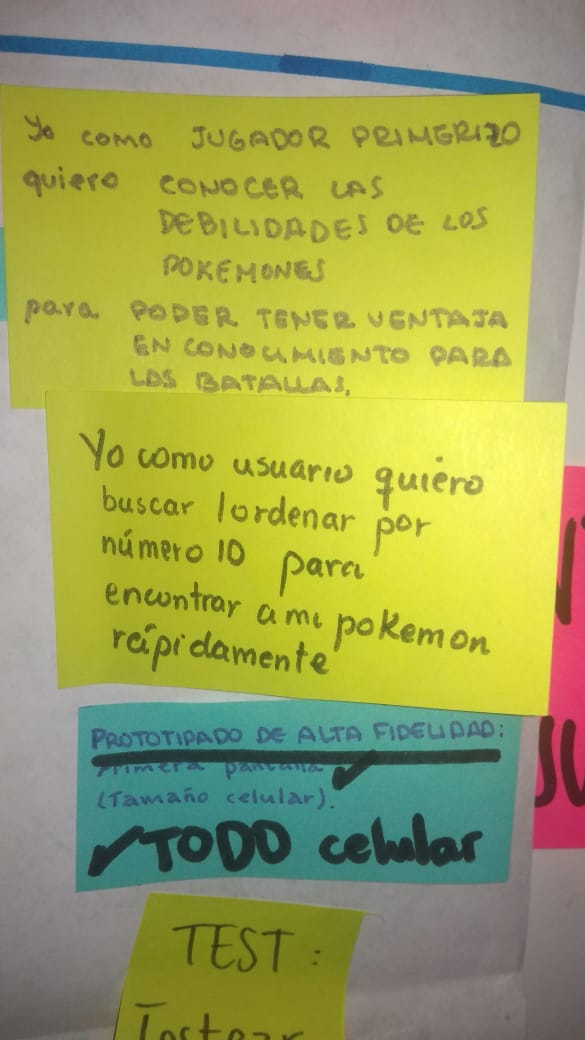 Yo como JUGADOR PRIMERIZO
quiero CONOCER LAS
DEBILIDADES DE LOS
POKEMONES
para PODER TENER VENTAJA
EN CONOCIMIENTO PARA
LAS BATALLAS.
Yo como usuario quiero
buscar /ordenar por
número ID para
encontrar a mi pokemon
rápidamente
PROTOTIPADO DE ALTA FIDELIDAD:
Primera pantalla ✓
(Tamaño celular).
✓TODO celular
TEST:
Testear